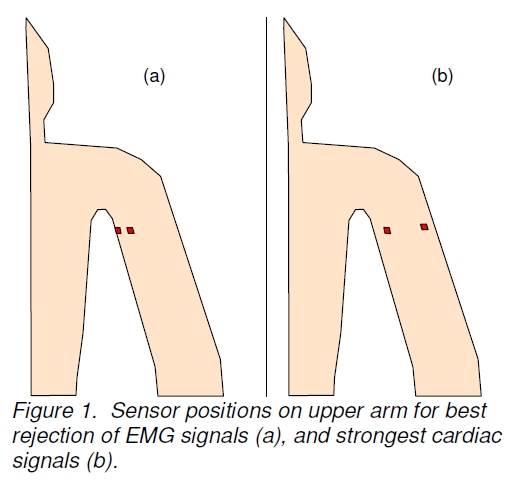 (a)
(b)
Figure 1. Sensor positions on upper arm for best
rejection of EMG signals (a), and strongest cardiac
signals (b).